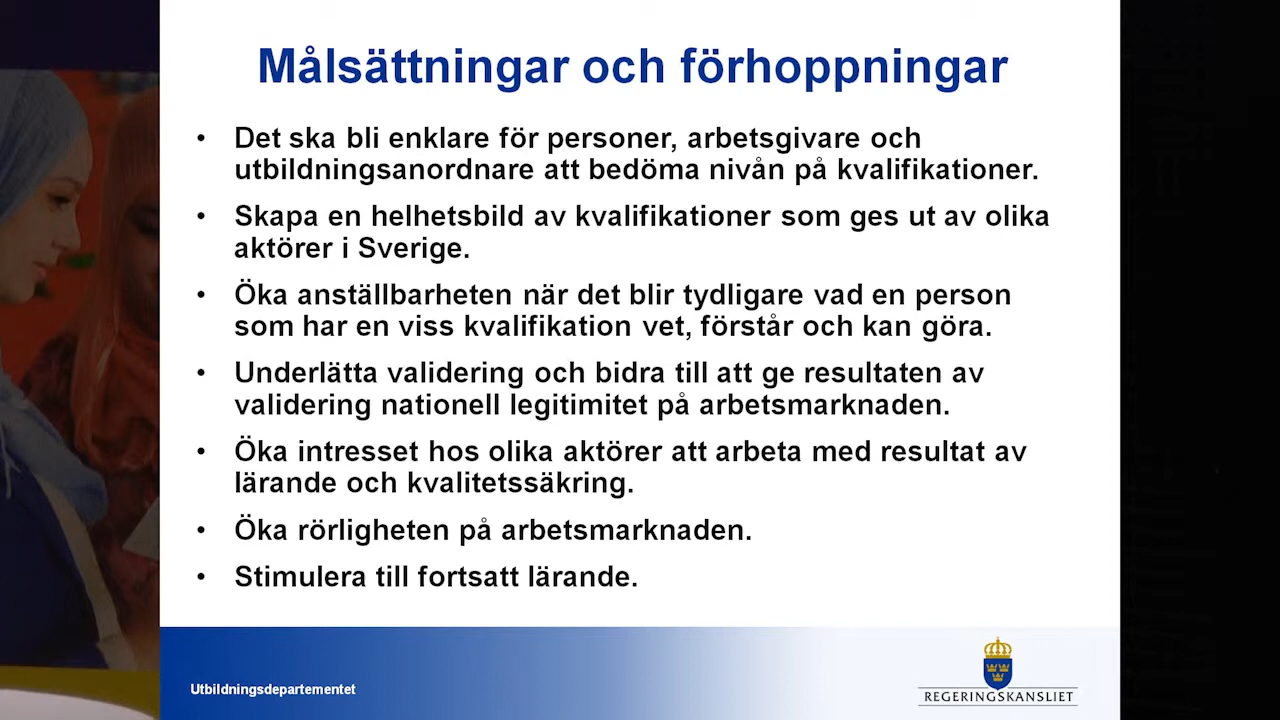 Målsättningar och förhoppningar
• Det ska bli enklare för personer, arbetsgivare och
utbildningsanordnare att bedöma nivån på kvalifikationer.
• Skapa en helhetsbild av kvalifikationer som ges ut av olika
aktörer i Sverige.
• Öka anställbarheten när det blir tydligare vad en person
som har en viss kvalifikation vet, förstår och kan göra.
• Underlätta validering och bidra till att ge resultaten av
validering nationell legitimitet på arbetsmarknaden.
• Öka intresset hos olika aktörer att arbeta med resultat av
lärande och kvalitetssäkring.
• Öka rörligheten på arbetsmarknaden.
• Stimulera till fortsatt lärande.
Utbildningsdepartementet
REGERINGSKANSLIET